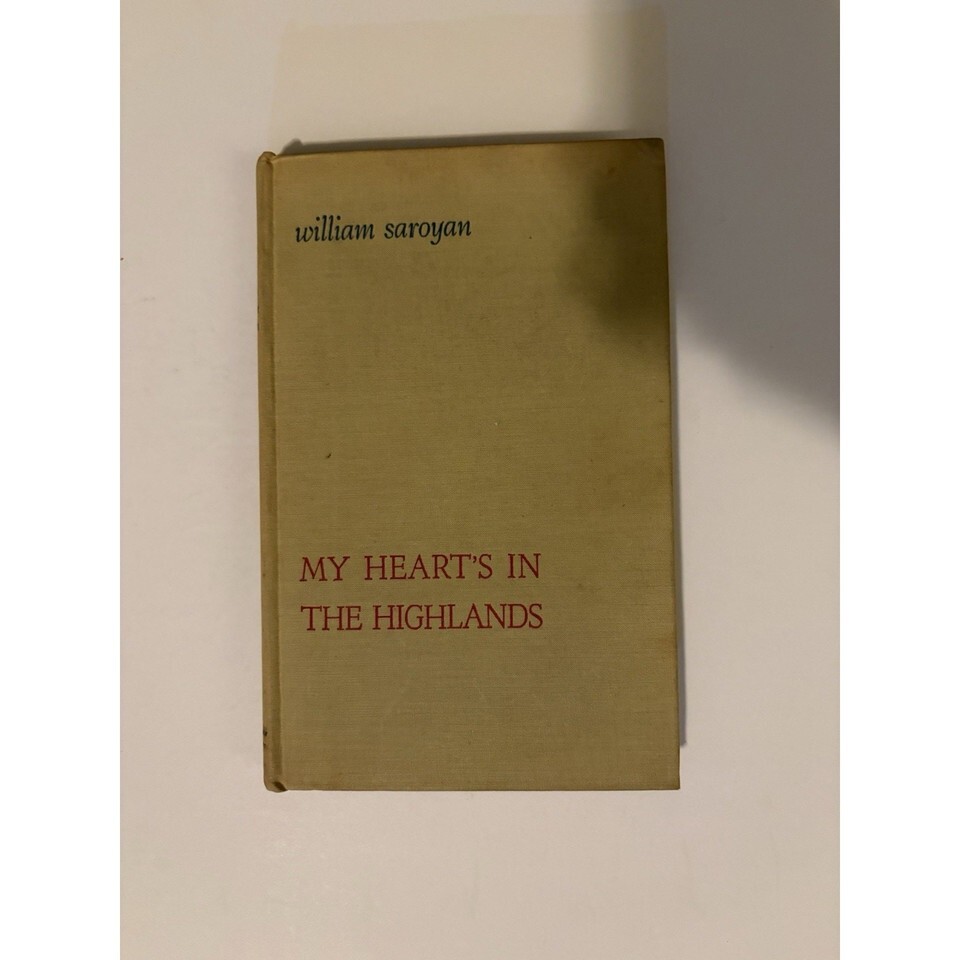 william saroyan
MY HEART'S IN
THE HIGHLANDS